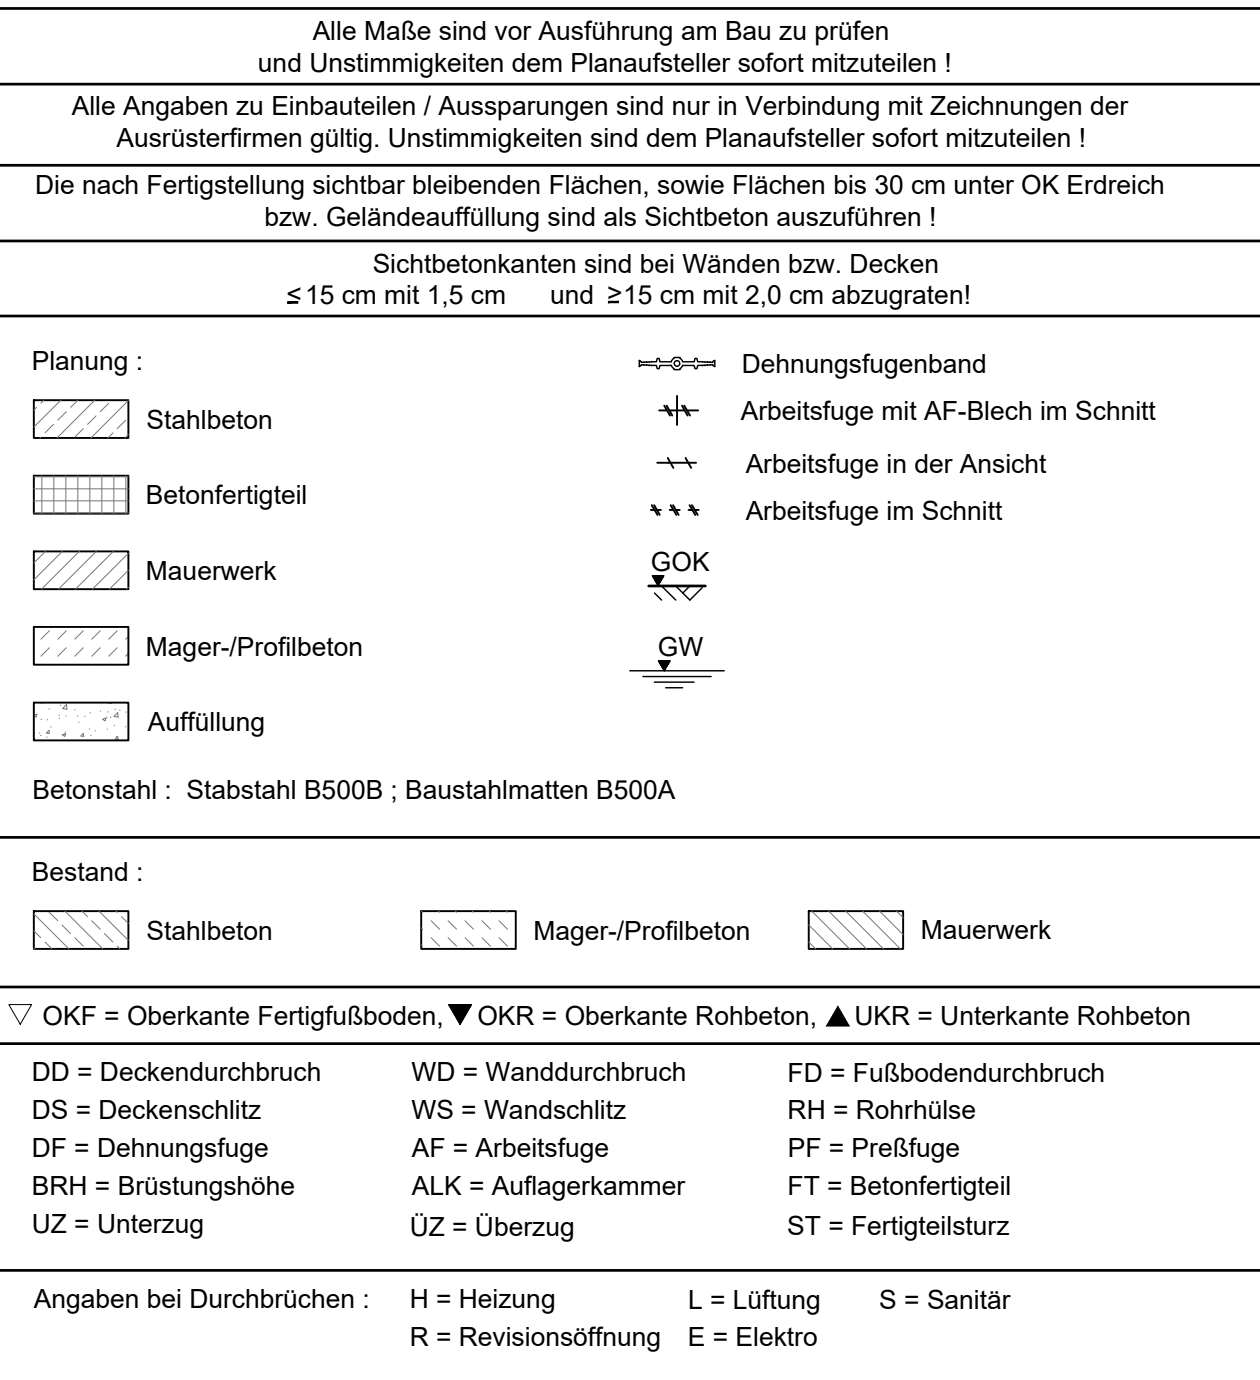 Alle Maße sind vor Ausführung am Bau zu prüfen
und Unstimmigkeiten dem Planaufsteller sofort mitzuteilen !
Alle Angaben zu Einbauteilen / Aussparungen sind nur in Verbindung mit Zeichnungen der
Ausrüsterfirmen gültig. Unstimmigkeiten sind dem Planaufsteller sofort mitzuteilen !
Die nach Fertigstellung sichtbar bleibenden Flächen, sowie Flächen bis 30 cm unter OK Erdreich
bzw. Geländeauffüllung sind als Sichtbeton auszuführen !
Sichtbetonkanten sind bei Wänden bzw. Decken
≤ 15 cm mit 1,5 cm und ≥ 15 cm mit 2,0 cm abzugraten!
Planung :
Stahlbeton
Betonfertigteil
Mauerwerk
Mager-/Profilbeton
Auffüllung
Dehnungsfugenband
Arbeitsfuge mit AF-Blech im Schnitt
Arbeitsfuge in der Ansicht
Arbeitsfuge im Schnitt
GOK
GW
Betonstahl : Stabstahl B500B ; Baustahlmatten B500A
Bestand :
Stahlbeton Mager-/Profilbeton Mauerwerk
▽ OKF = Oberkante Fertigfußboden, ▼ OKR = Oberkante Rohbeton, ▲ UKR = Unterkante Rohbeton
DD = Deckendurchbruch WD = Wanddurchbruch FD = Fußbodendurchbruch
DS = Deckenschlitz WS = Wandschlitz RH = Rohrhülse
DF = Dehnungsfuge AF = Arbeitsfuge PF = Preßfuge
BRH = Brüstungshöhe ALK = Auflagerkammer FT = Betonfertigteil
UZ = Unterzug ÜZ = Überzug ST = Fertigteilsturz
Angaben bei Durchbrüchen : H = Heizung L = Lüftung S = Sanitär
R = Revisionsöffnung E = Elektro